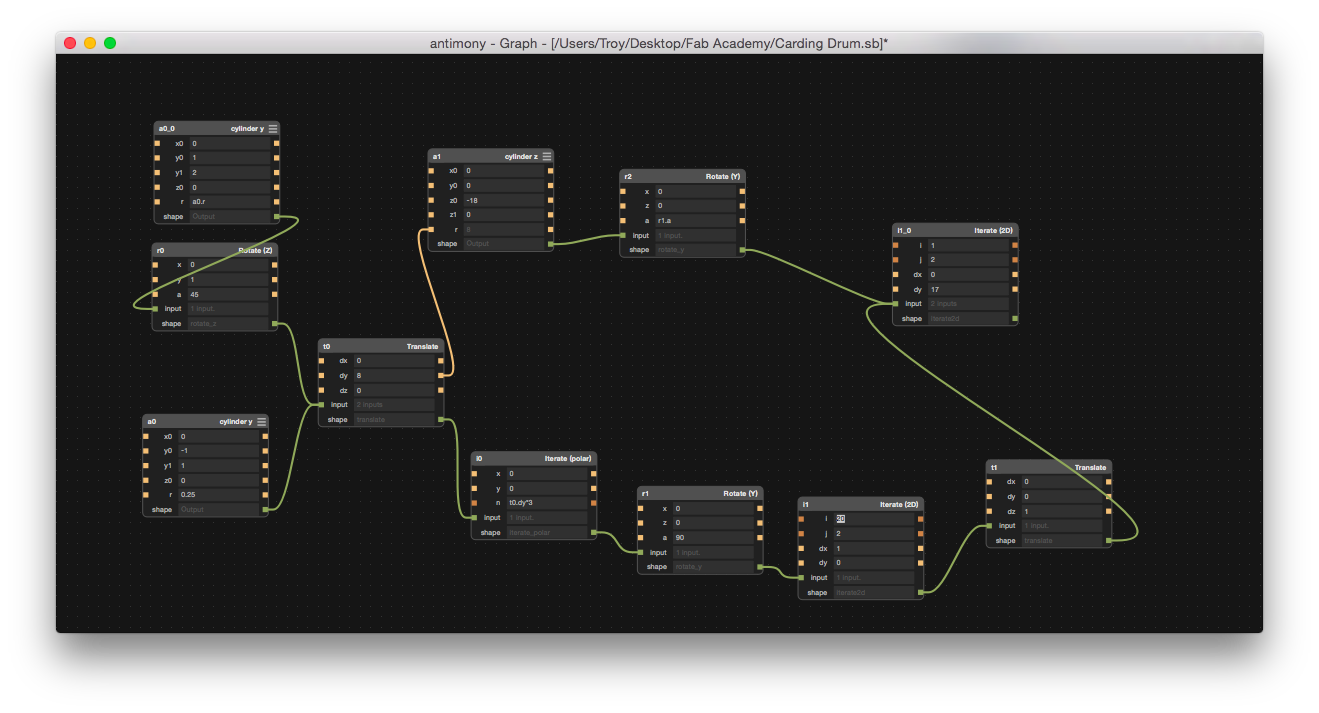 antimony - Graph - [/Users/Troy/Desktop/Fab Academy/Carding Drum.sb]*
a0_0 cylinder y
x0 0
y0 1
y1 2
z0 0
r a0.r
shape Output
r0 Rotate (Z)
x 0
y 1
a 45
input 1 input.
shape rotate_z
a0 cylinder y
x0 0
y0 -1
y1 1
z0 0
r 0.25
shape Output
t0 Translate
dx 0
dy 8
dz 0
input 2 inputs
shape translate
a1 cylinder z
x0 0
y0 0
z0 -18
z1 0
r 8
shape Output
i0 Iterate (polar)
x 0
y 0
n t0.dy*3
input 1 input.
shape iterate_polar
r2 Rotate (Y)
x 0
z 0
a r1.a
input 1 input.
shape rotate_y
r1 Rotate (Y)
x 0
z 0
a 90
input 1 input.
shape rotate_y
i1 Iterate (2D)
i 20
j 2
dx 1
dy 0
input 1 input.
shape iterate2d
i1_0 Iterate (2D)
i 1
j 2
dx 0
dy 17
input 2 inputs
shape iterate2d
t1 Translate
dx 0
dy 0
dz 1
input 1 input.
shape translate